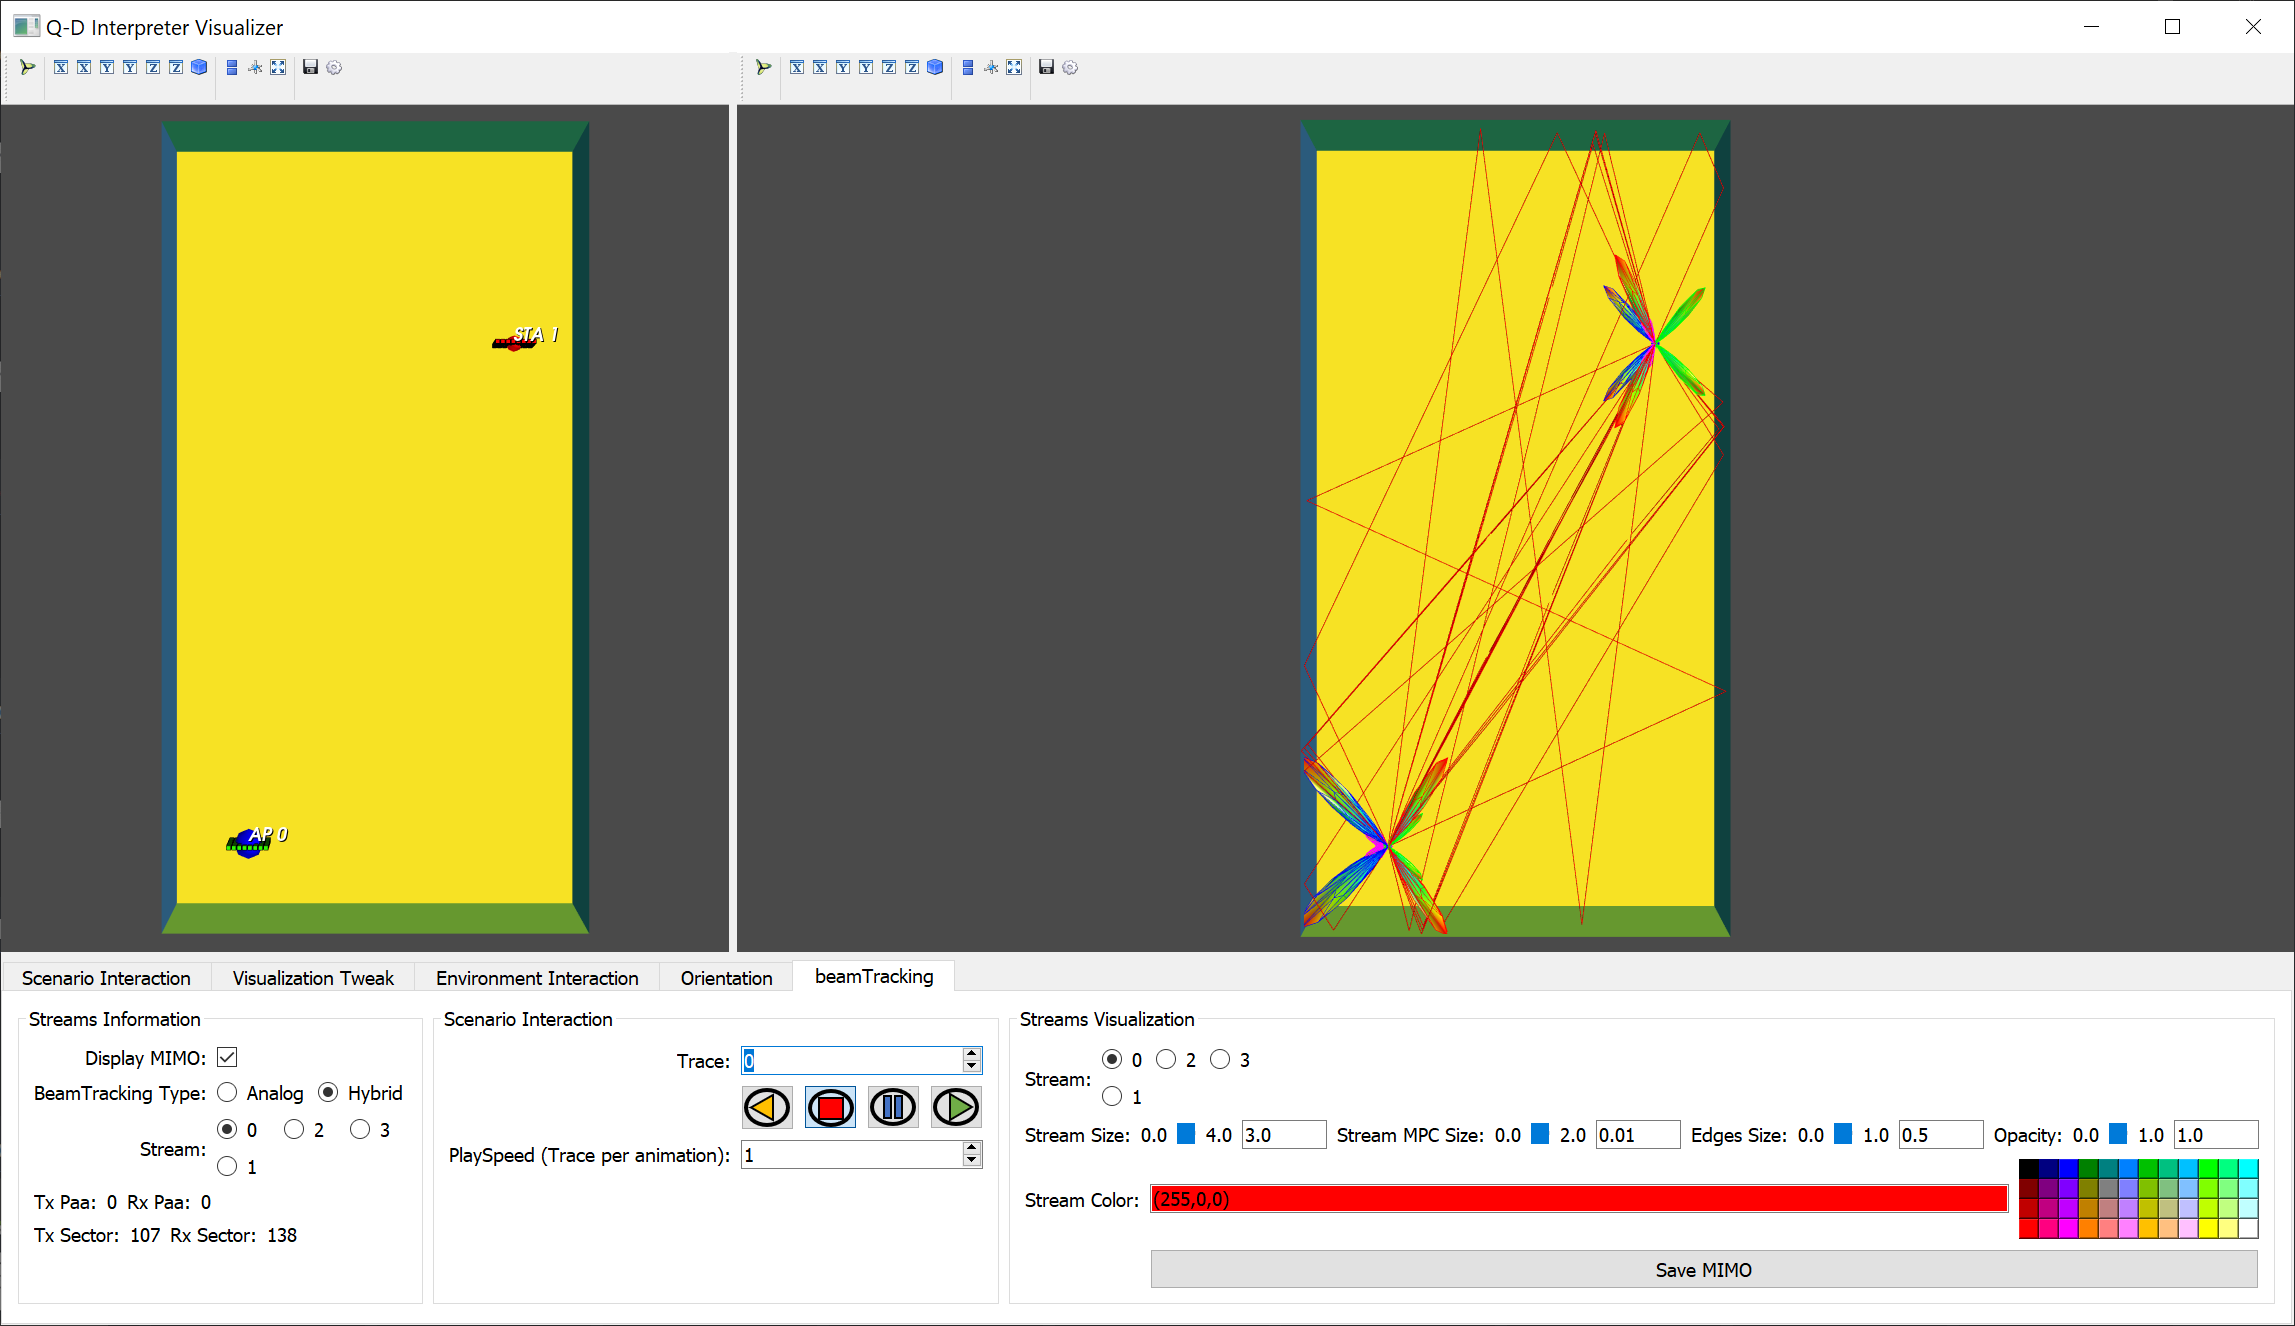 Q-D Interpreter Visualizer
X X Y Y Z Z
X X Y Y Z Z
STA 1
AP 0
Scenario Interaction
Visualization Tweak
Environment Interaction
Orientation
beamTracking
Streams Information
Display MIMO:
BeamTracking Type: Analog Hybrid
Stream: 0 2 3
1
Tx Paa: 0 Rx Paa: 0
Tx Sector: 107 Rx Sector: 138
Scenario Interaction
Trace: 0
PlaySpeed (Trace per animation): 1
Streams Visualization
Stream: 0 2 3
1
Stream Size: 0.0 4.0 3.0 Stream MPC Size: 0.0 2.0 0.01 Edges Size: 0.0 1.0 0.5 Opacity: 0.0 1.0 1.0
Stream Color: (255,0,0)
Save MIMO